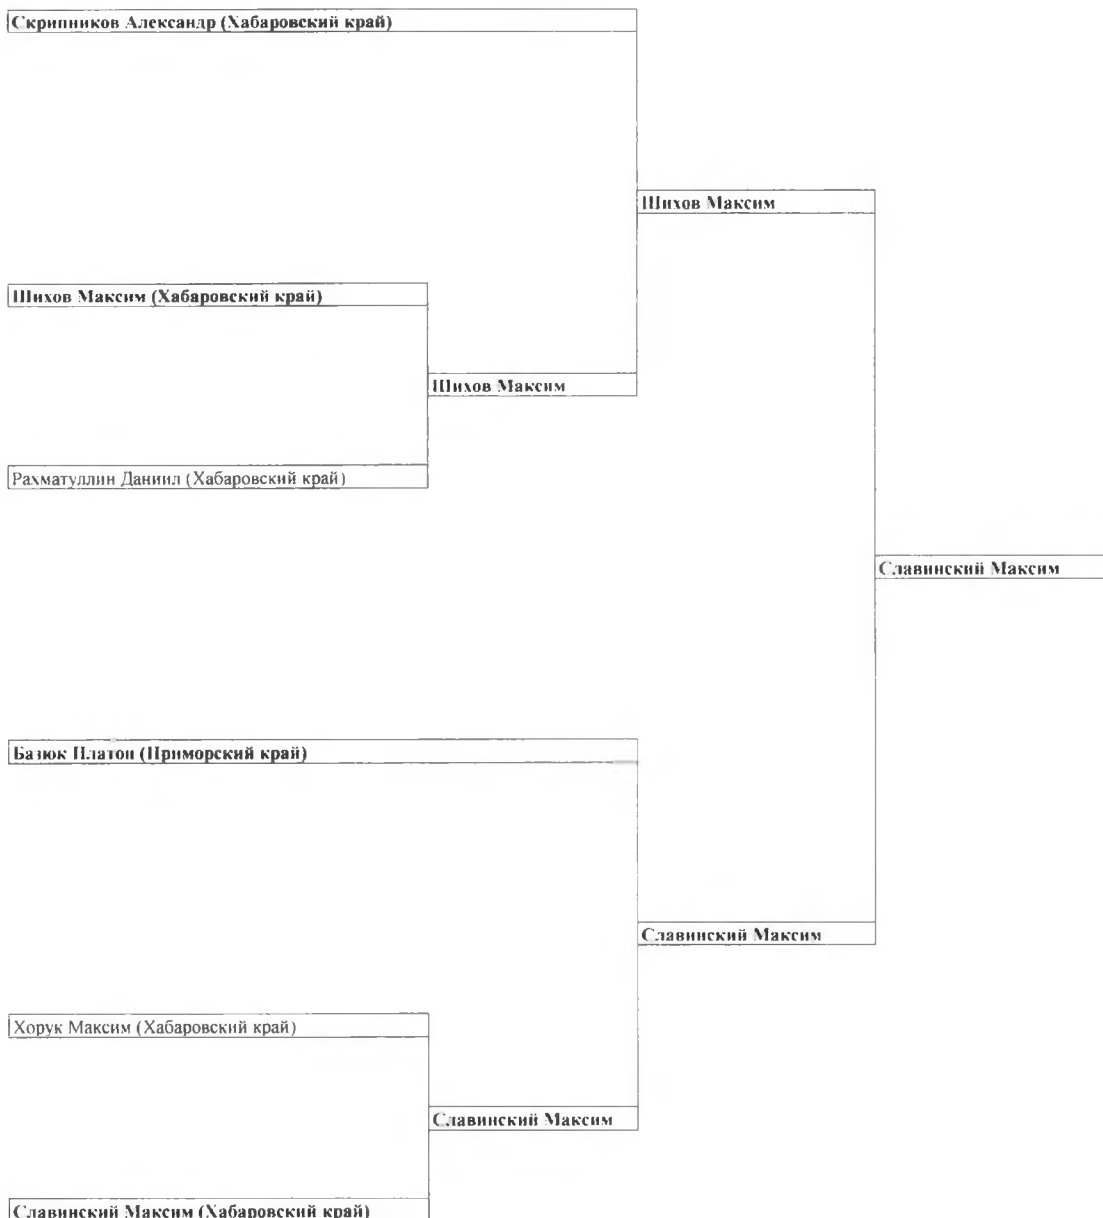 Скрипников Александр (Хабаровский край)
Шихов Максим
Шихов Максим (Хабаровский край)
Шихов Максим
Рахматуллин Даниил (Хабаровский край)
Славинский Максим
Базюк Платон (Приморский край)
Славинский Максим
Хорук Максим (Хабаровский край)
Славинский Максим
Славинский Максим (Хабаровский край)